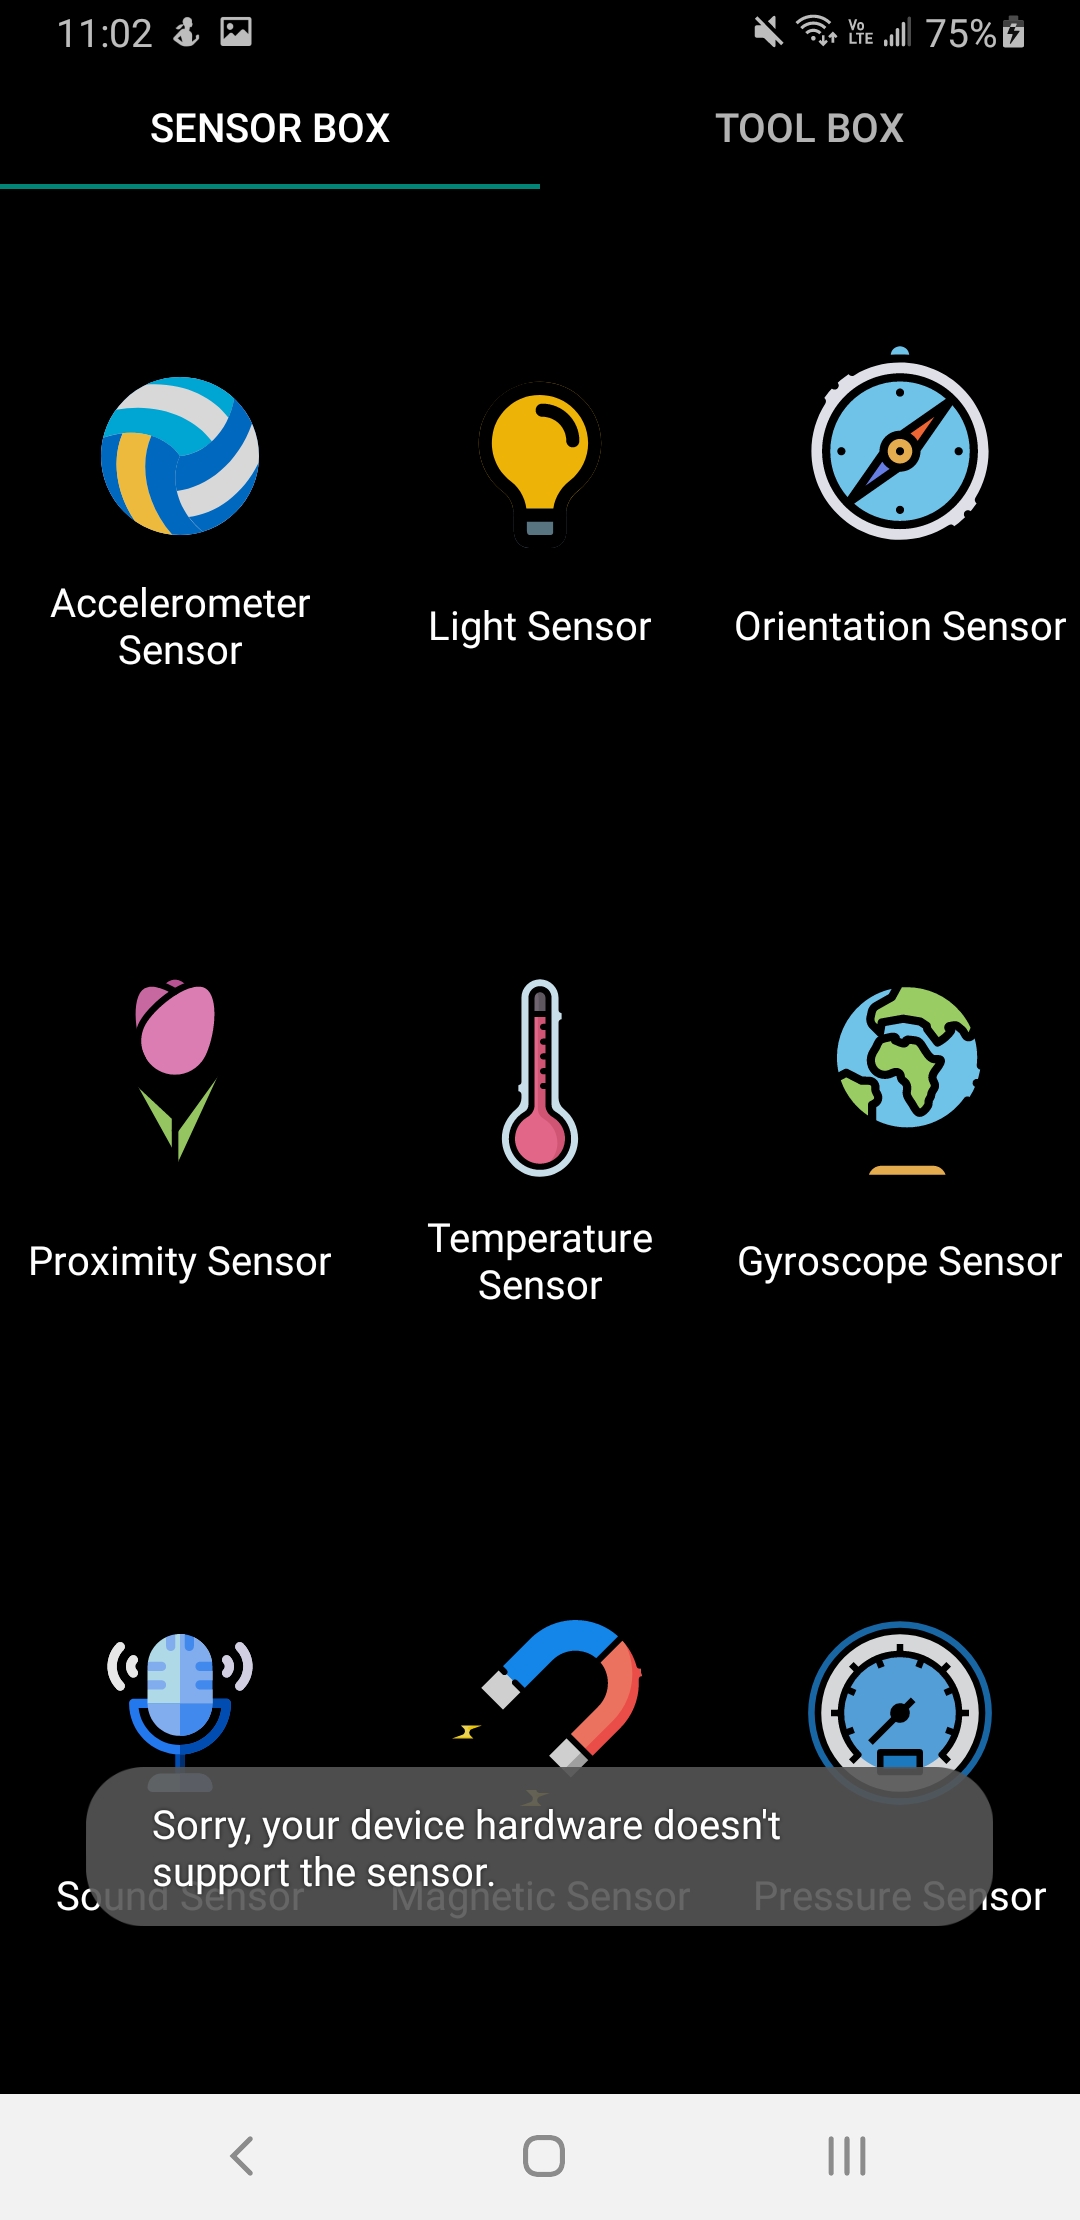 11:02
Vo LTE
75%
SENSOR BOX
TOOL BOX
Accelerometer
Sensor
Light Sensor
Orientation Sensor
Proximity Sensor
Temperature
Sensor
Gyroscope Sensor
Sorry, your device hardware doesn't
support the sensor.
Sound Sensor
Magnetic Sensor
Pressure Sensor